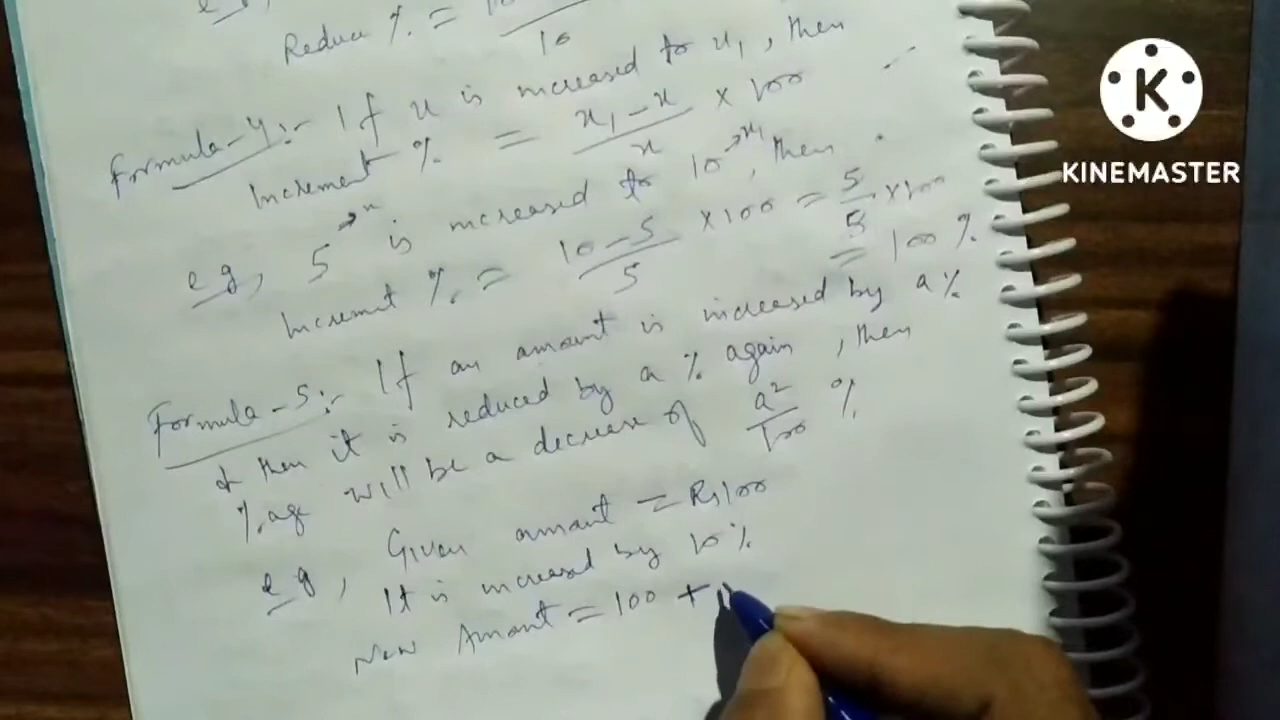 e g,
Reduce % = 10
10
Formula-4:- If x is increased to x₁, then
Increment % = x₁-x/x × 100
e g, 5→x is increased to 10→x₁, then
Increment % = 10-5/5 × 100 = 5/5 × 100
= 100 %
Formula-5:- If an amount is increased by a %
& then it is reduced by a % again, then
%age will be a decrease of a²/100 %
e g, Given amount = Rs100
It is increased by 10%
New Amount = 100 +
K
KINEMASTER